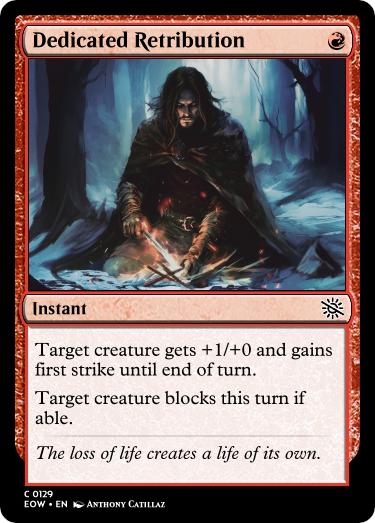 Dedicated Retribution
Instant
Target creature gets +1/+0 and gains
first strike until end of turn.
Target creature blocks this turn if
able.
The loss of life creates a life of its own.
C 0129
EOW • EN Anthony Catillaz